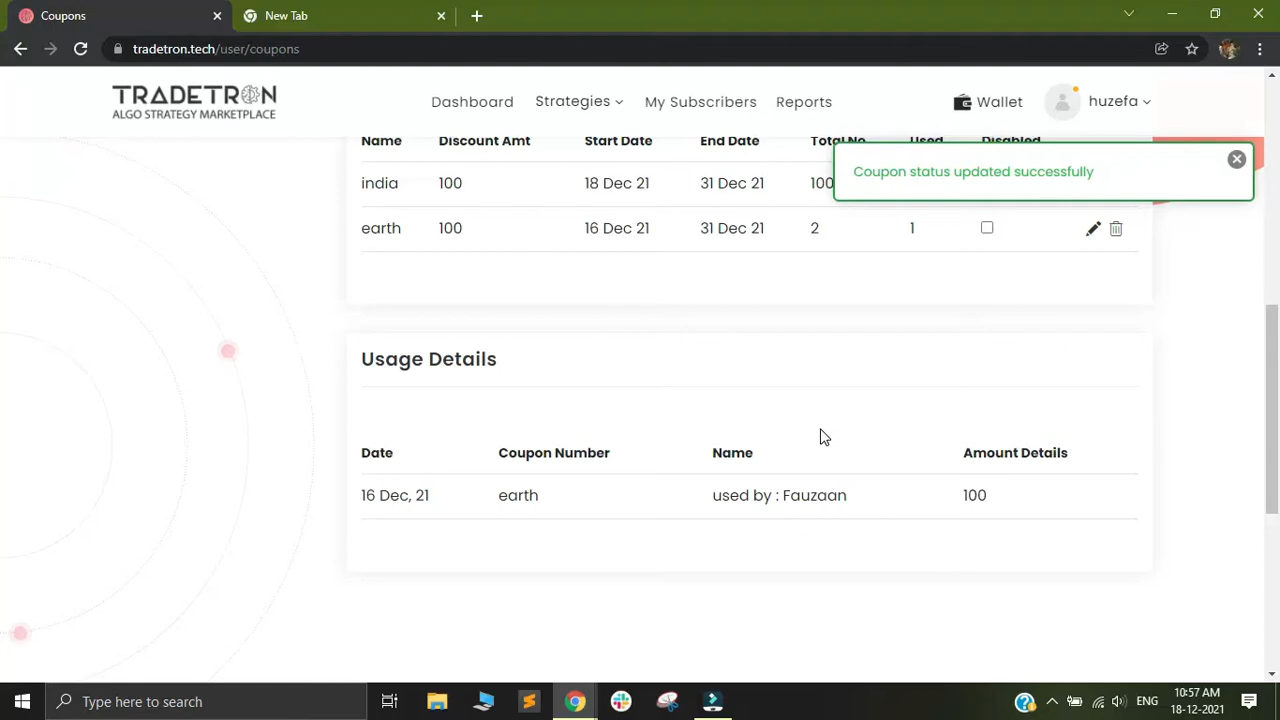 Coupons
New Tab
tradetron.tech/user/coupons
TRADETRON
ALGO STRATEGY MARKETPLACE
Dashboard
Strategies
My Subscribers
Reports
Wallet
huzefa
Name Discount Amt Start Date End Date Total No Used Disabled
Coupon status updated successfully
india 100 18 Dec 21 31 Dec 21 100
earth 100 16 Dec 21 31 Dec 21 2 1
Usage Details
Date Coupon Number Name Amount Details
16 Dec, 21 earth used by : Fauzaan 100
Type here to search
ENG
10:57 AM
18-12-2021